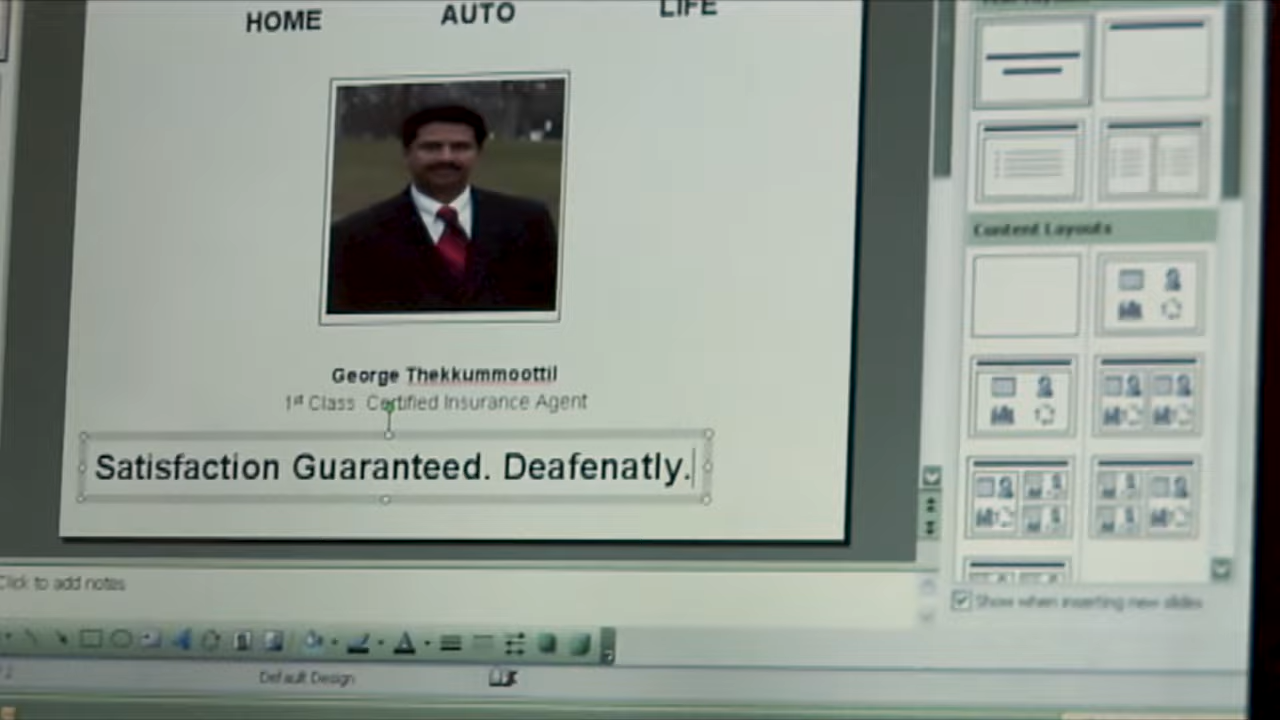 HOME AUTO LIFE
George Thekkummoottil
1st Class Certified Insurance Agent
Satisfaction Guaranteed. Deafenatly.
Content Layouts
Click to add notes
Show when inserting new slides
Default Design